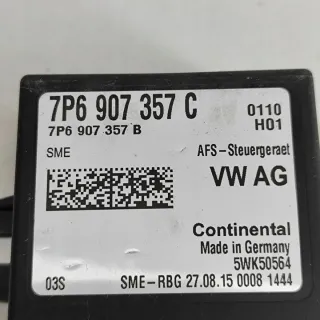 7P6 907 357 C
0110
7P6 907 357 B
H01
SME
AFS-Steuergeraet
VW AG
Continental
Made in Germany
5WK50564
03S
SME-RBG 27.08.15 0008 1444